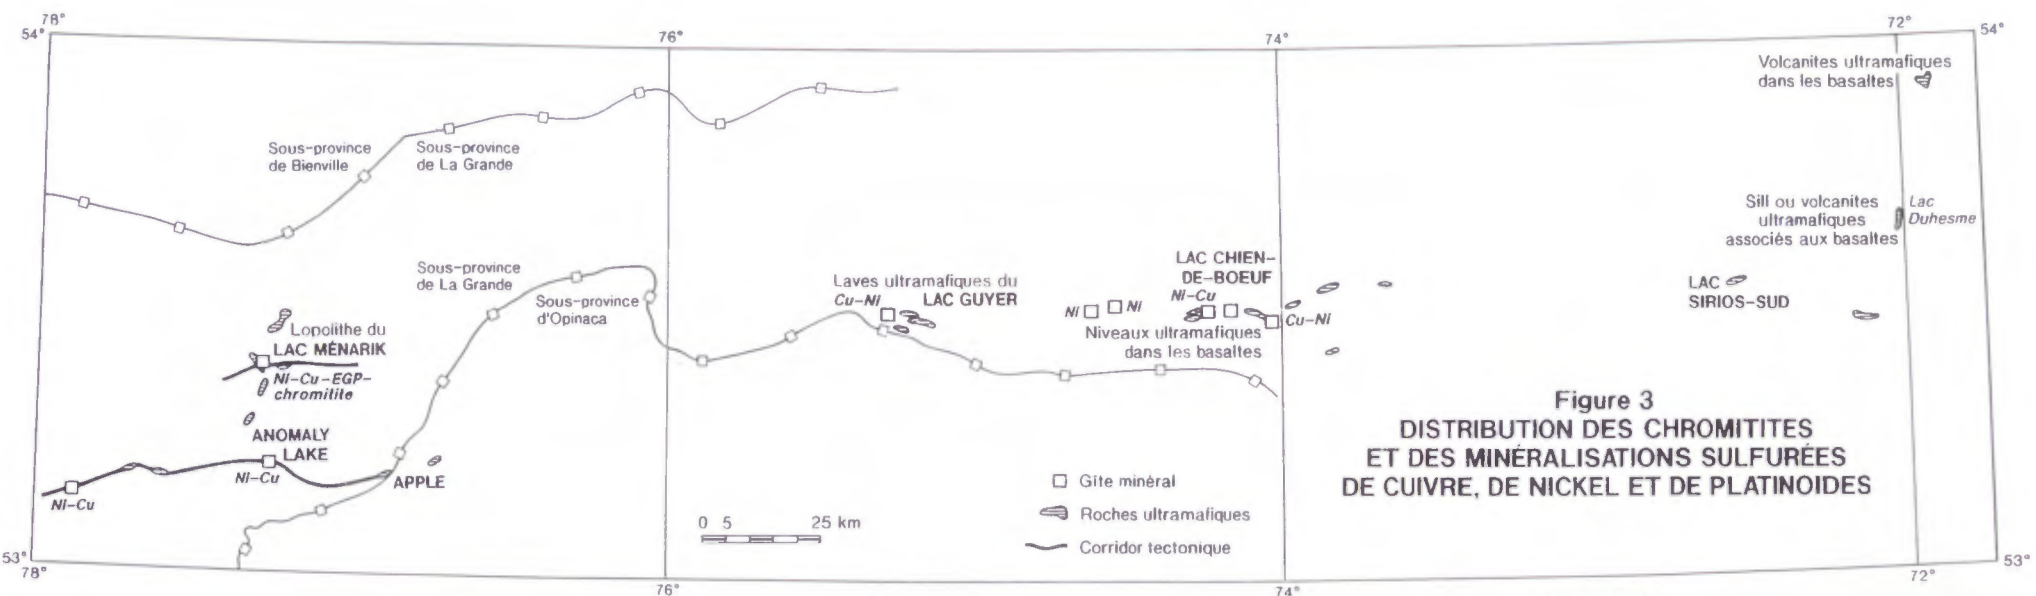 78°
76°
74°
72°
54°
54°
Volcanites ultramafiques
dans les basaltes
Sous-province
de Bienville
Sous-province
de La Grande
Sill ou volcanites
ultramafiques
associés aux basaltes
Lac
Duhesme
Sous-province
de La Grande
Sous-province
d'Opinaca
Laves ultramafiques du
LAC GUYER
Cu-Ni
Ni
Ni
LAC CHIEN-
DE-BOEUF
Ni-Cu
Cu-Ni
Niveaux ultramafiques
dans les basaltes
LAC
SIRIOS-SUD
Lopolithe du
LAC MÉNARIK
Ni-Cu-EGP-
chromitite
ANOMALY
LAKE
Ni-Cu
Ni-Cu
APPLE
Figure 3
DISTRIBUTION DES CHROMITITES
ET DES MINÉRALISATIONS SULFURÉES
DE CUIVRE, DE NICKEL ET DE PLATINOIDES
0 5 25 km
Gîte minéral
Roches ultramafiques
Corridor tectonique
53°
53°
78°
76°
74°
72°